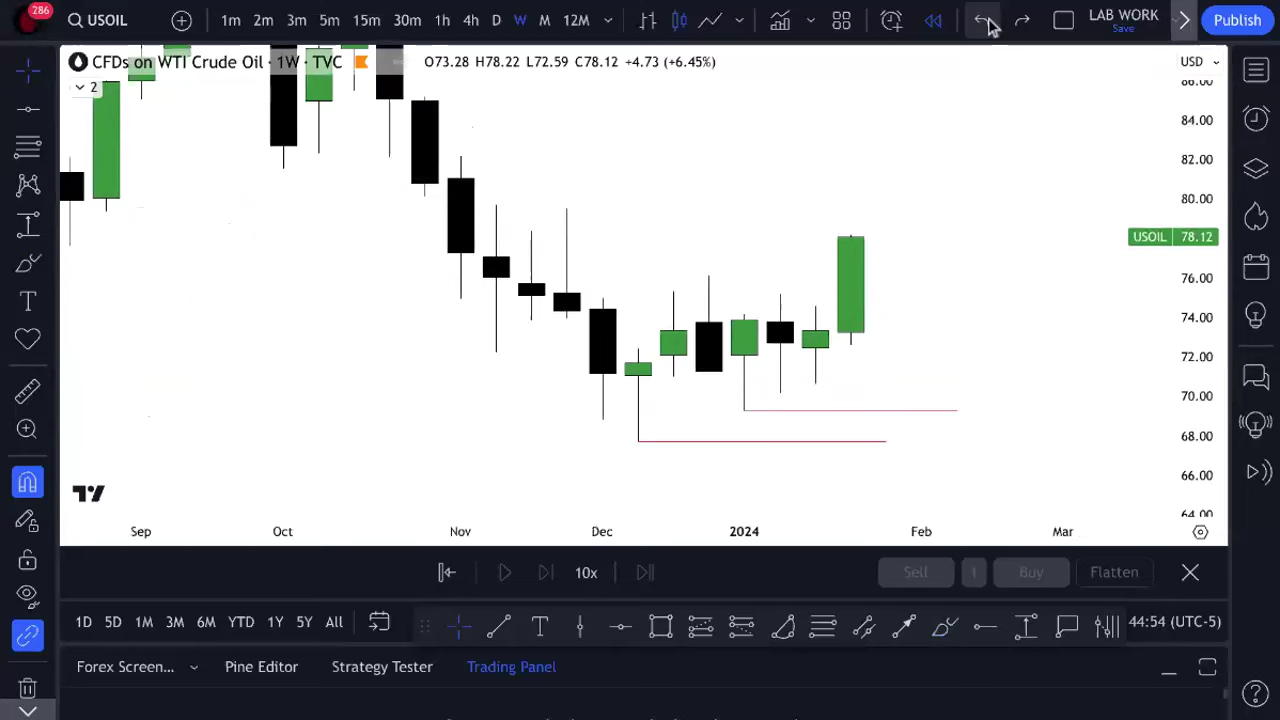 286
USOIL 1m 2m 3m 5m 15m 30m 1h 4h D W M 12M LAB WORK Save Publish
CFDs on WTI Crude Oil · 1W · TVC O73.28 H78.22 L72.59 C78.12 +4.73 (+6.45%) USD
2
86.00
84.00
82.00
80.00
USOIL 78.12
76.00
74.00
72.00
70.00
68.00
66.00
64.00
Sep Oct Nov Dec 2024 Feb Mar
10x Sell 1 Buy Flatten
1D 5D 1M 3M 6M YTD 1Y 5Y All 44:54 (UTC-5)
Forex Screen... Pine Editor Strategy Tester Trading Panel